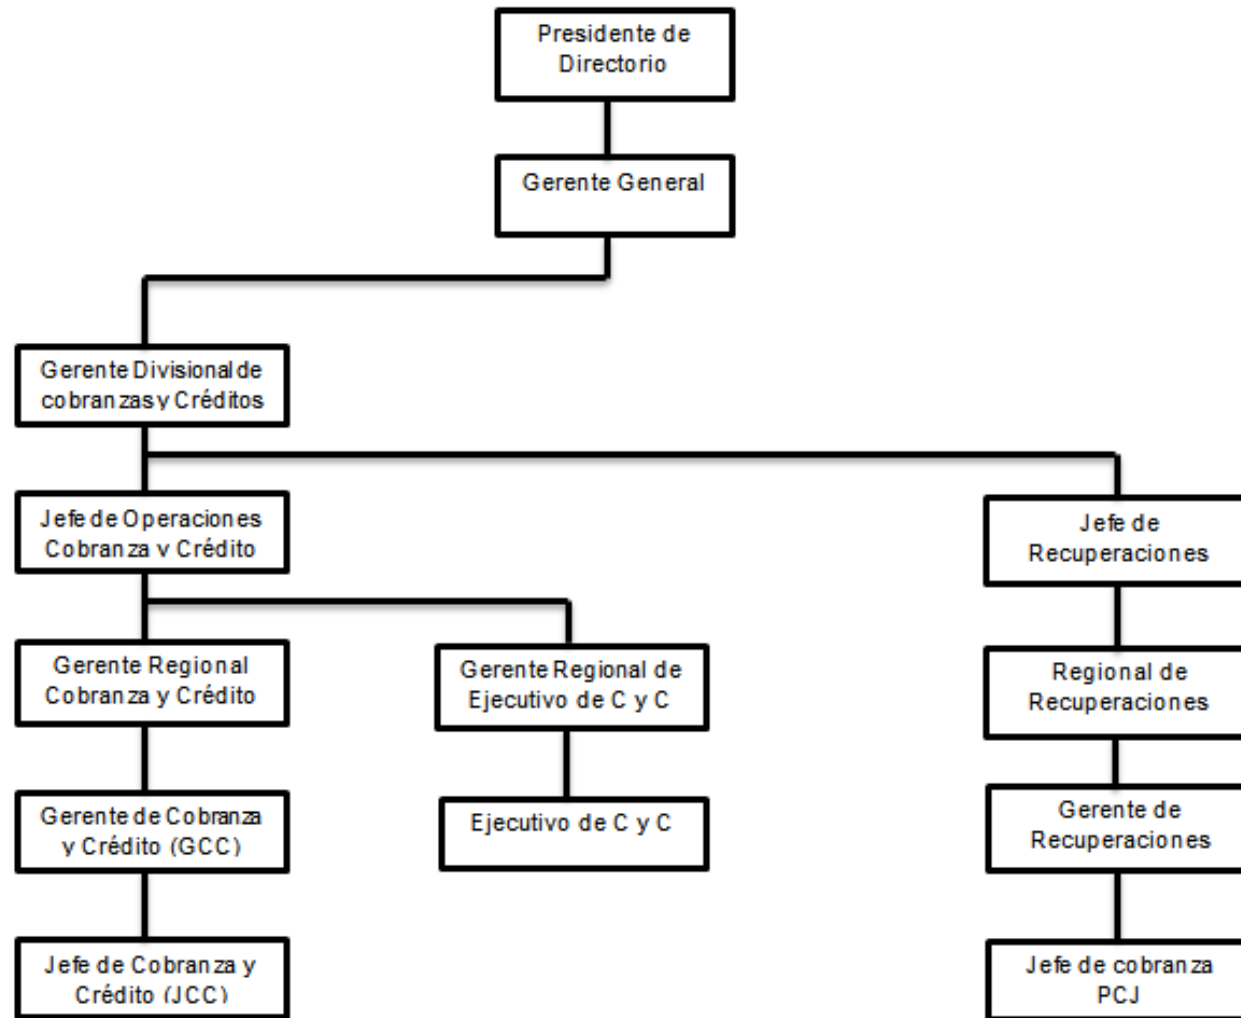 Presidente de
Directorio
Gerente General
Gerente Divisional de
cobranzas y Créditos
Jefe de Operaciones
Cobranza y Crédito
Jefe de
Recuperaciones
Gerente Regional
Cobranza y Crédito
Gerente Regional de
Ejecutivo de C y C
Regional de
Recuperaciones
Gerente de Cobranza
y Crédito (GCC)
Ejecutivo de C y C
Gerente de
Recuperaciones
Jefe de Cobranza y
Crédito (JCC)
Jefe de cobranza
PCJ